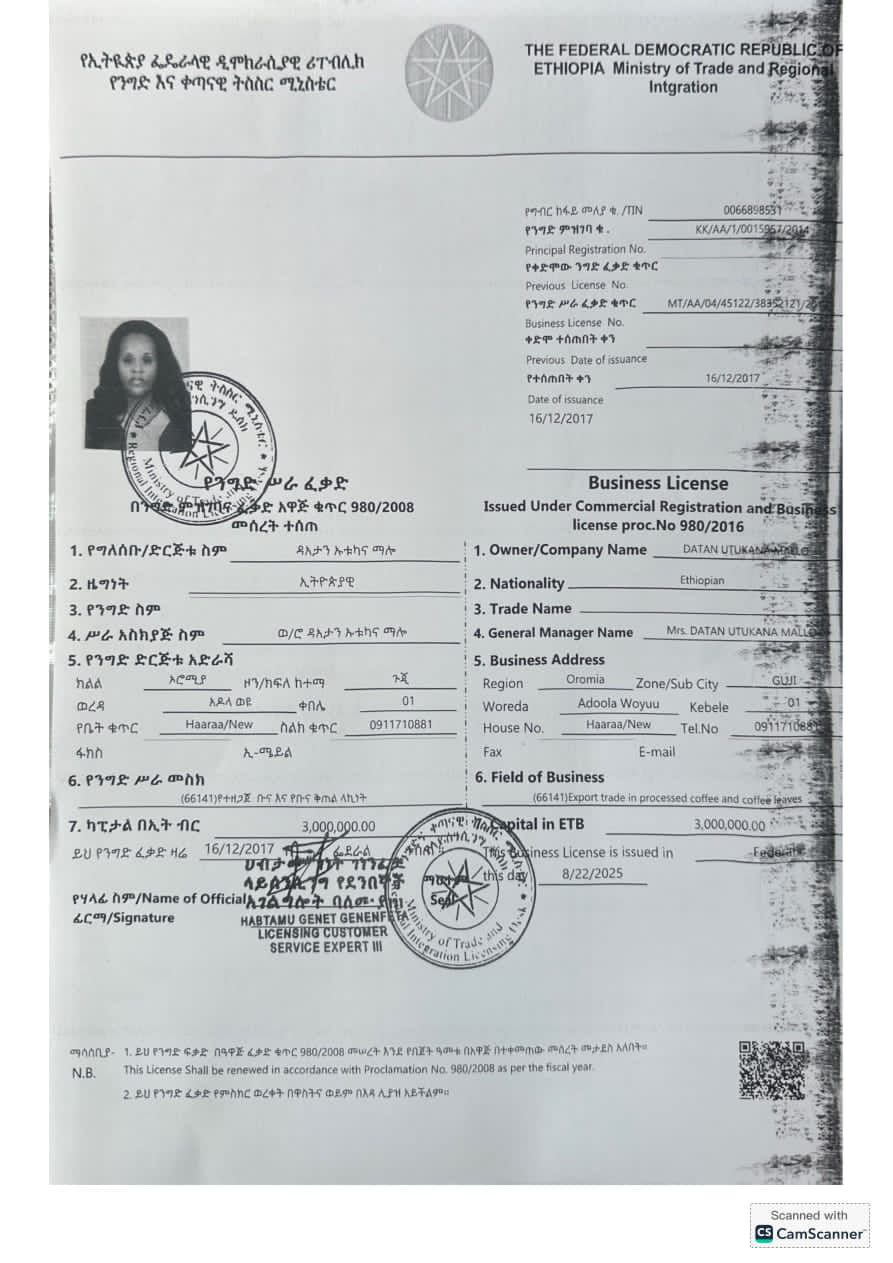 የኢትዮጵያ ፌዴራላዊ ዲሞክራሲያዊ ሪፐብሊክ
የንግድ እና ቀጣናዊ ትስስር ሚኒስቴር
THE FEDERAL DEMOCRATIC REPUBLIC OF
ETHIOPIA Ministry of Trade and Regional
Intgration
የግብር ከፋይ መለያ ቁ. /TIN 0066898531
የንግድ ምዝገባ ቁ. KK/AA/1/0015957/2014
Principal Registration No.
የቀድሞው ንግድ ፈቃድ ቁጥር
Previous License No.
የንግድ ሥራ ፈቃድ ቁጥር MT/AA/04/45122/38352121/
Business License No.
ቀድሞ ተሰጠበት ቀን
Previous Date of issuance
የተሰጠበት ቀን 16/12/2017
Date of issuance
16/12/2017
የንግድ ሥራ ፈቃድ
በንግድ ምዝገባና ፈቃድ አዋጅ ቁጥር 980/2008
መሰረት ተሰጠ
Business License
Issued Under Commercial Registration and Business
license proc.No 980/2016
1. የግለሰቡ/ድርጅቱ ስም ዳአታን ኡቱካና ማሎ
1. Owner/Company Name DATAN UTUKANA MALLO
2. ዜግነት ኢትዮጵያዊ
2. Nationality Ethiopian
3. የንግድ ስም
3. Trade Name
4. ሥራ አስኪያጅ ስም ወ/ሮ ዳአታን ኡቱካና ማሎ
4. General Manager Name Mrs. DATAN UTUKANA MALLO
5. የንግድ ድርጅቱ አድራሻ
5. Business Address
ክልል ኦሮሚያ ዞን/ክፍለ ከተማ ጉጂ
Region Oromia Zone/Sub City GUJI
ወረዳ አዶላ ወዩ ቀበሌ 01
Woreda Adoola Woyuu Kebele 01
የቤት ቁጥር Haaraa/New ስልክ ቁጥር 0911710881
House No. Haaraa/New Tel.No 0911710881
ፋክስ ኢ-ሜይል
Fax E-mail
6. የንግድ ሥራ መስክ
6. Field of Business
(66141)የተዘጋጀ ቡና እና የቡና ቅጠል ላኪነት
(66141)Export trade in processed coffee and coffee leaves
7. ካፒታል በኢት ብር 3,000,000.00
Capital in ETB 3,000,000.00
ይህ የንግድ ፈቃድ ዛሬ 16/12/2017 ፌደራል
This Business License is issued in Federal
this day 8/22/2025
የሃላፊ ስም/Name of Official
ፊርማ/Signature
ማህተም
Seal
HABTAMU GENET GENENFETA
LICENSING CUSTOMER
SERVICE EXPERT III
Ministry of Trade and
Regional Integration Licensing Desk
ማሳሰቢያ- 1. ይህ የንግድ ፍቃድ በዓዋጅ ፈቃድ ቁጥር 980/2008 መሠረት እንደ የበጀት ዓመቱ በአዋጅ በተቀመጠው መሰረት መታደስ አለበት።
N.B. This License Shall be renewed in accordance with Proclamation No. 980/2008 as per the fiscal year.
2. ይህ የንግድ ፈቃድ የምስክር ወረቀት በዋስትና ወይም በእዳ ሊያዝ አይችልም።
Scanned with
CS CamScanner